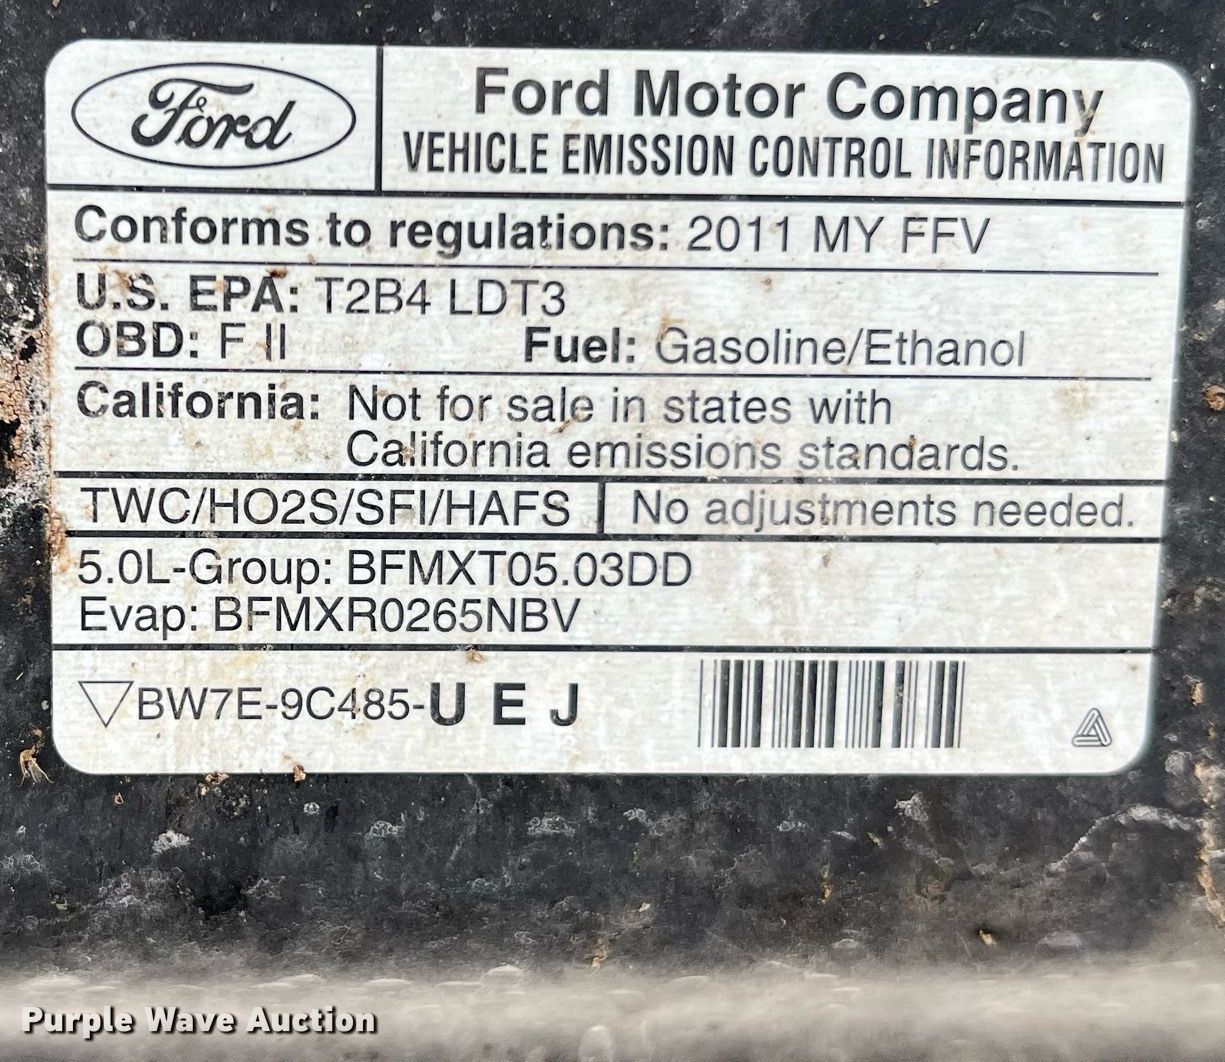 Ford
Ford Motor Company
VEHICLE EMISSION CONTROL INFORMATION
Conforms to regulations: 2011 MY FFV
U.S. EPA: T2B4 LDT3
OBD: F II Fuel: Gasoline/Ethanol
California: Not for sale in states with
California emissions standards.
TWC/HO2S/SFI/HAFS No adjustments needed.
5.0L-Group: BFMXT05.03DD
Evap: BFMXR0265NBV
BW7E-9C485-U E J
Purple Wave Auction